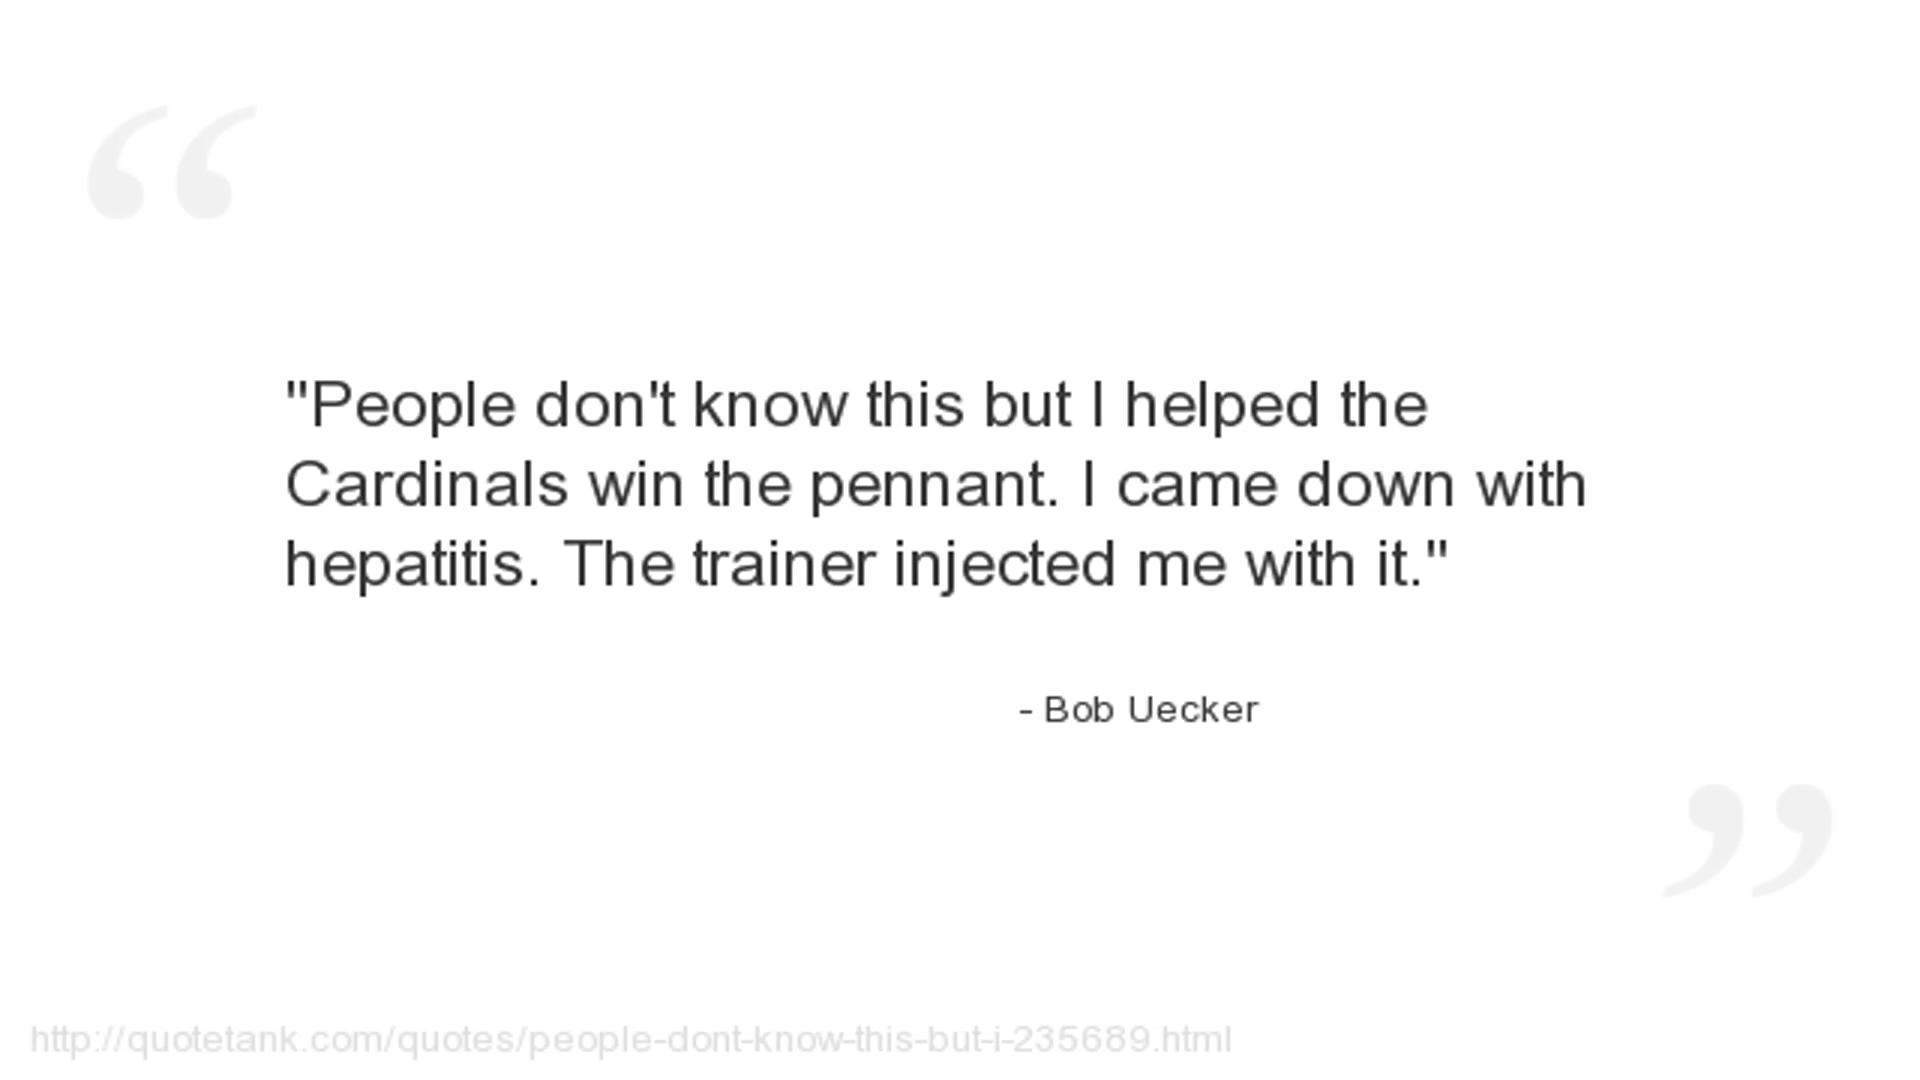 "People don't know this but I helped the
Cardinals win the pennant. I came down with
hepatitis. The trainer injected me with it."
- Bob Uecker
http://quotetank.com/quotes/people-dont-know-this-but-i-235689.html